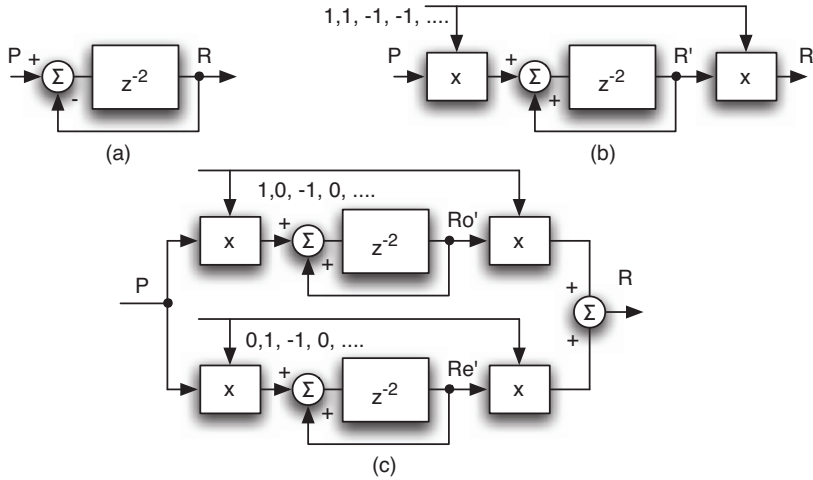 1,1, -1, -1, ....
P + Σ - z-2 R
(a)
P x + Σ + z-2 R' x R
(b)
1,0, -1, 0, ....
x + Σ + z-2 Ro' x
P
+ Σ + R
0,1, -1, 0, ....
x + Σ + z-2 Re' x
(c)